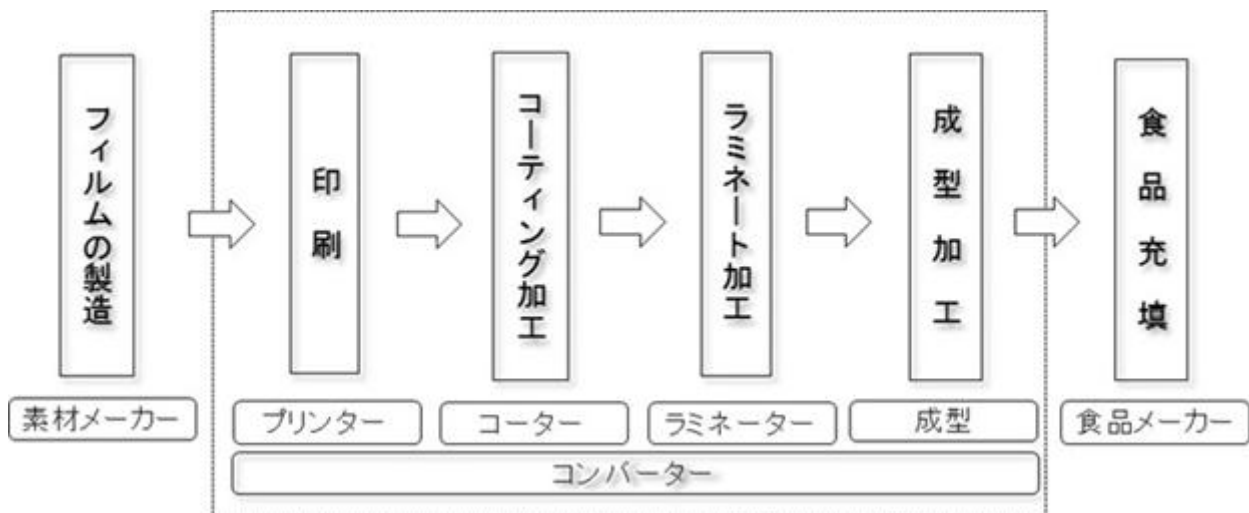 フィルムの製造
印刷
コーティング加工
ラミネート加工
成型加工
食品充填
素材メーカー
プリンター
コーター
ラミネーター
成型
食品メーカー
コンバーター